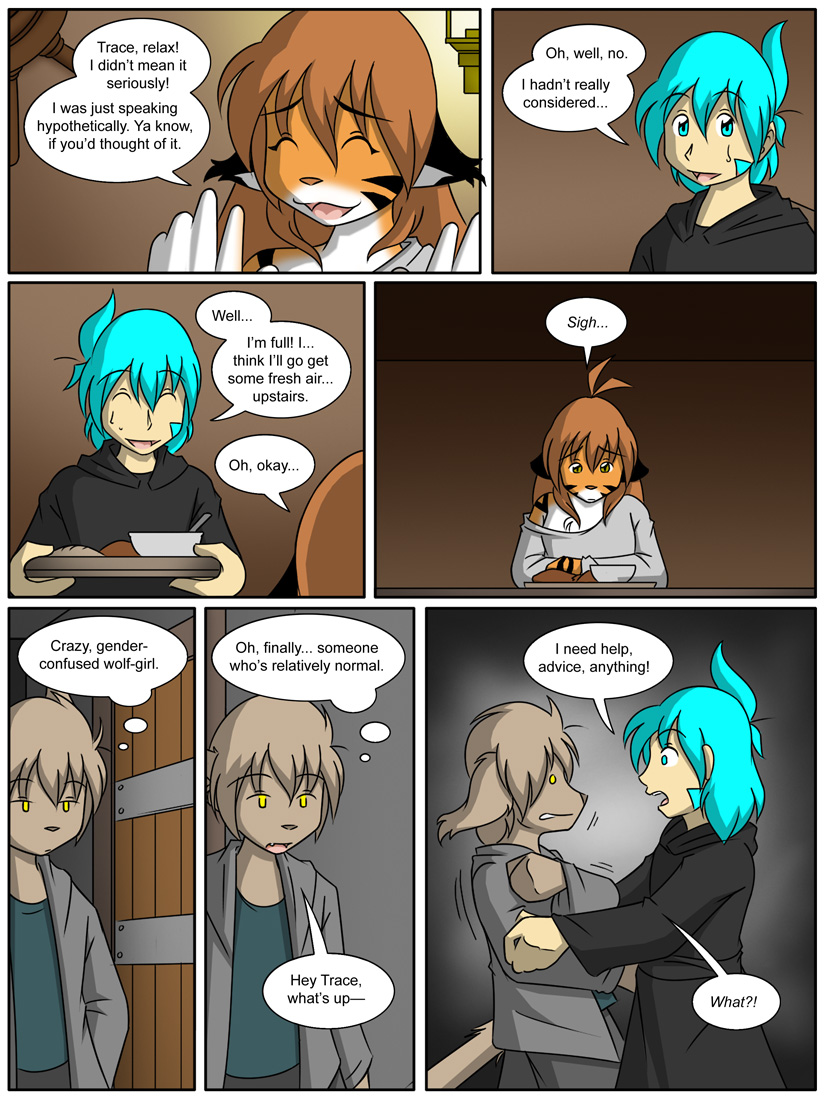 Trace, relax!
I didn't mean it
seriously!
I was just speaking
hypothetically. Ya know,
if you'd thought of it.
Oh, well, no.
I hadn't really
considered...
Well...
I'm full! I...
think I'll go get
some fresh air...
upstairs.
Oh, okay...
Sigh...
Crazy, gender-
confused wolf-girl.
Oh, finally... someone
who's relatively normal.
Hey Trace,
what's up—
I need help,
advice, anything!
What?!